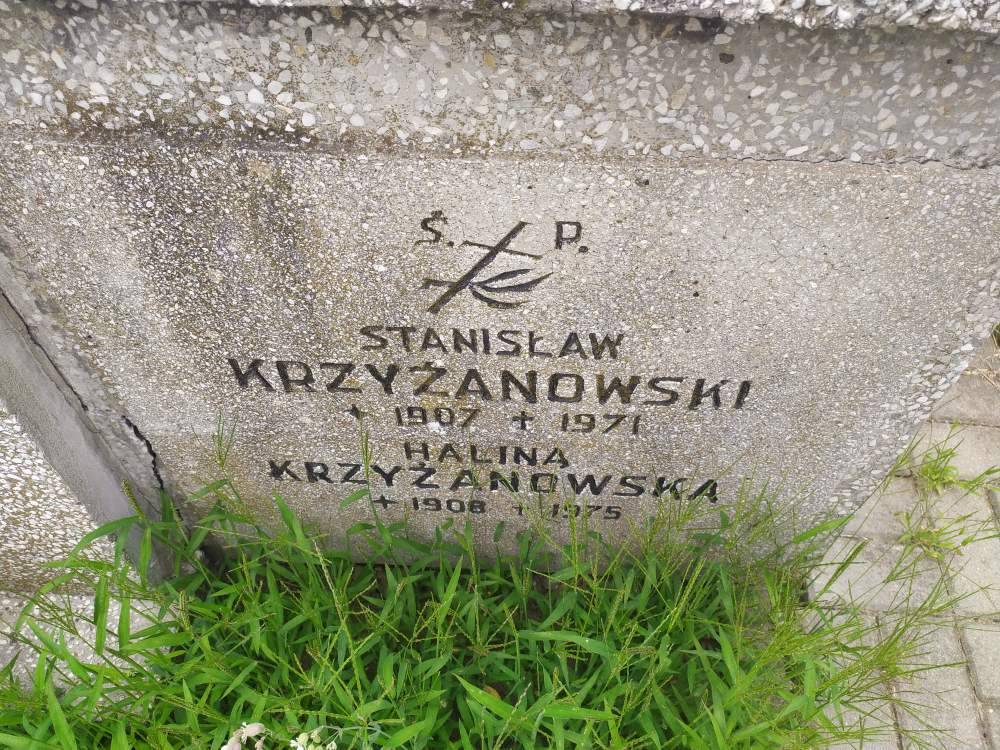 Ś. P.
STANISŁAW
KRZYŻANOWSKI
+ 1907 + 1971
HALINA
KRZYŻANOWSKA
+ 1908 + 1975